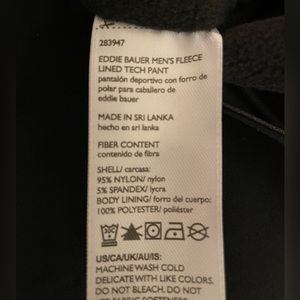 283947
EDDIE BAUER MEN'S FLEECE
LINED TECH PANT
pantalón deportivo con forro de
polar para caballero de
eddie bauer
MADE IN SRI LANKA
hecho en sri lanka
FIBER CONTENT
contenido de fibra
SHELL/ carcasa:
95% NYLON/ nylon
5% SPANDEX/ lycra
BODY LINING/ forro del cuerpo:
100% POLYESTER/ poliéster
US/CA/UK/AU/IS:
MACHINE WASH COLD
DELICATE WITH LIKE COLORS.
DO NOT BLEACH. DO NOT